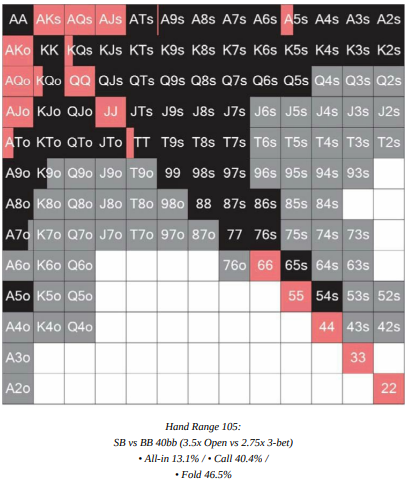 AA AKs AQs AJs ATs A9s A8s A7s A6s A5s A4s A3s A2s
AKo KK KQs KJs KTs K9s K8s K7s K6s K5s K4s K3s K2s
AQo KQo QQ QJs QTs Q9s Q8s Q7s Q6s Q5s Q4s Q3s Q2s
AJo KJo QJo JJ JTs J9s J8s J7s J6s J5s J4s J3s J2s
ATo KTo QTo JTo TT T9s T8s T7s T6s T5s T4s T3s T2s
A9o K9o Q9o J9o T9o 99 98s 97s 96s 95s 94s 93s
A8o K8o Q8o J8o T8o 98o 88 87s 86s 85s 84s
A7o K7o Q7o J7o T7o 97o 87o 77 76s 75s 74s 73s
A6o K6o Q6o 76o 66 65s 64s 63s
A5o K5o Q5o 55 54s 53s 52s
A4o K4o Q4o 44 43s 42s
A3o 33
A2o 22
Hand Range 105:
SB vs BB 40bb (3.5x Open vs 2.75x 3-bet)
• All-in 13.1% / • Call 40.4% /
• Fold 46.5%